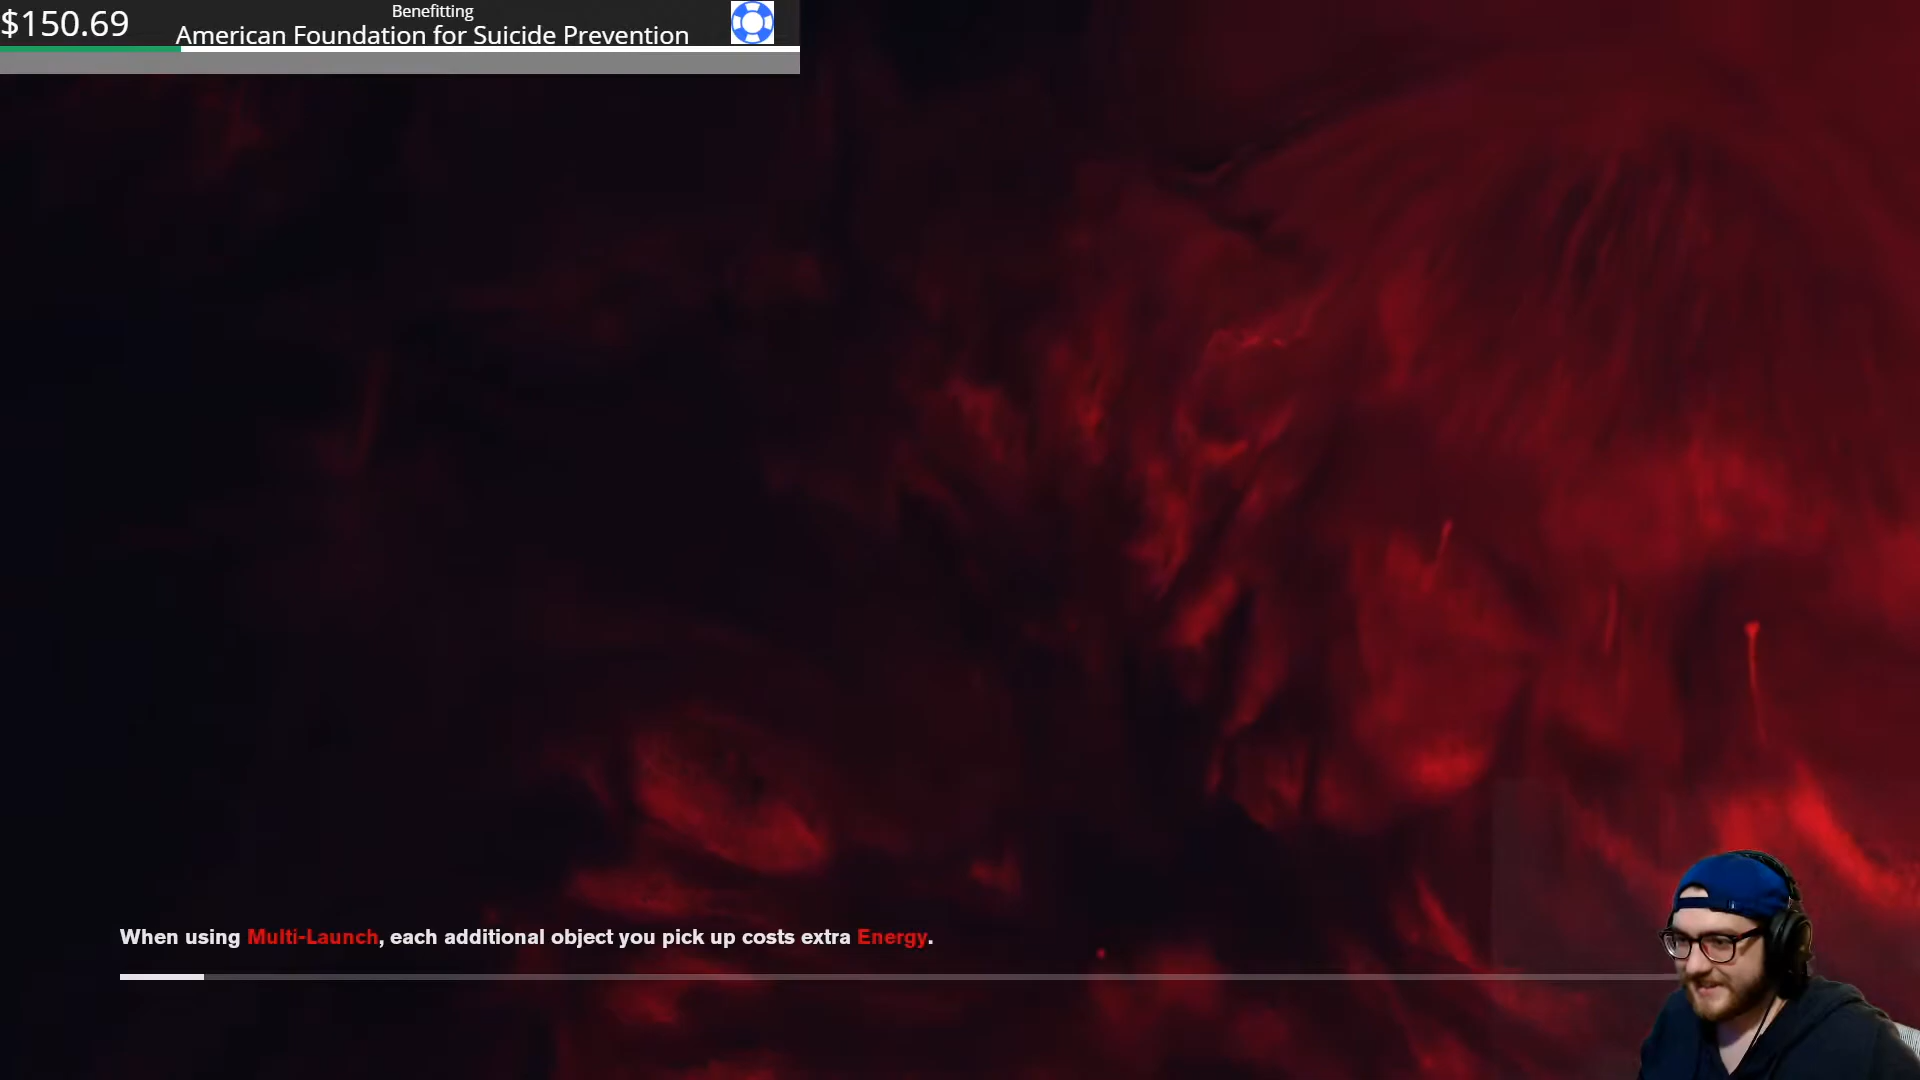 $150.69
Benefitting
American Foundation for Suicide Prevention
When using Multi-Launch, each additional object you pick up costs extra Energy.